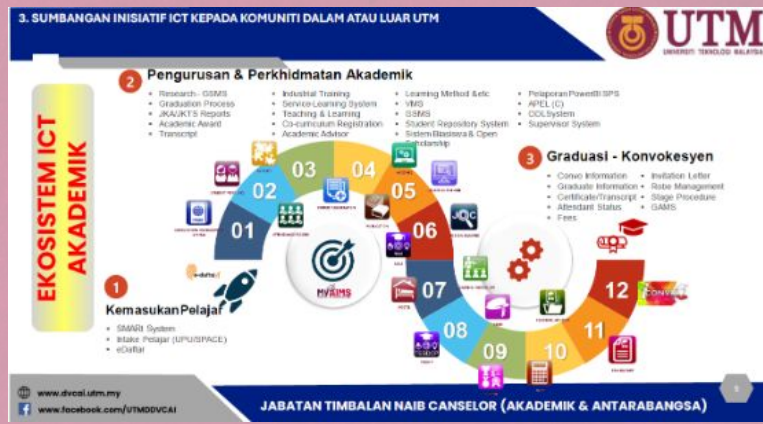 3. SUMBANGAN INISIATIF ICT KEPADA KOMUNITI DALAM ATAU LUAR UTM
UTM
UNIVERSITI TEKNOLOGI MALAYSIA
EKOSISTEM ICT
AKADEMIK
2 Pengurusan & Perkhidmatan Akademik
Research - GSMS
Graduation Process
JKA/JKTS Reports
Academic Award
Transcript
Industrial Training
Service-Learning System
Teaching & Learning
Co-curriculum Registration
Academic Advisor
Learning Method &etc
VMS
GSMS
Student Repository System
Sistem Biasiswa & Open
Scholarship
Pelaporan PowerBI SPS
APEL (C)
ODLSystem
Supervisor System
3 Graduasi - Konvokesyen
Convo Information
Graduate Information
Certificate/Transcript
Attendant Status
Fees
Invitation Letter
Robe Management
Stage Procedure
GAMS
01
02
03
04
05
06
07
08
09
10
11
12
MyAIMS
1
Kemasukan Pelajar
SMART System
Intake Pelajar (UPU/SPACE)
eDaftar
www.dvcai.utm.my
www.facebook.com/UTMDDVCAI
JABATAN TIMBALAN NAIB CANSELOR (AKADEMIK & ANTARABANGSA)